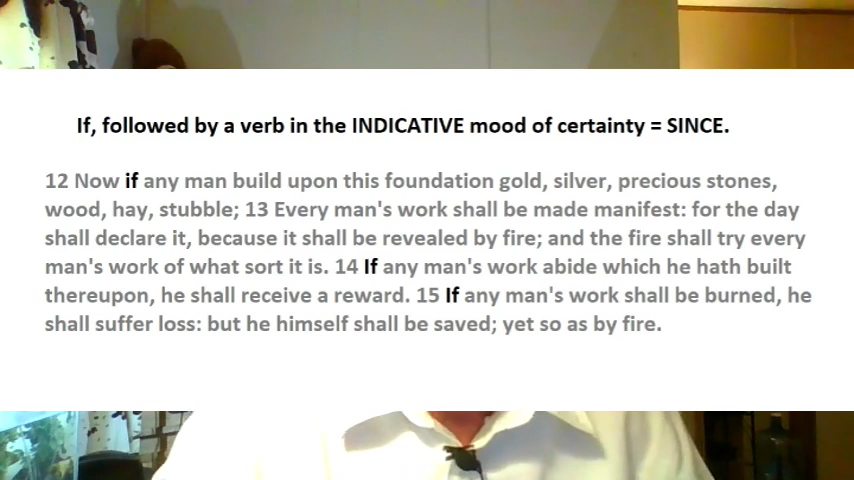 If, followed by a verb in the INDICATIVE mood of certainty = SINCE.
12 Now if any man build upon this foundation gold, silver, precious stones,
wood, hay, stubble; 13 Every man's work shall be made manifest: for the day
shall declare it, because it shall be revealed by fire; and the fire shall try every
man's work of what sort it is. 14 If any man's work abide which he hath built
thereupon, he shall receive a reward. 15 If any man's work shall be burned, he
shall suffer loss: but he himself shall be saved; yet so as by fire.